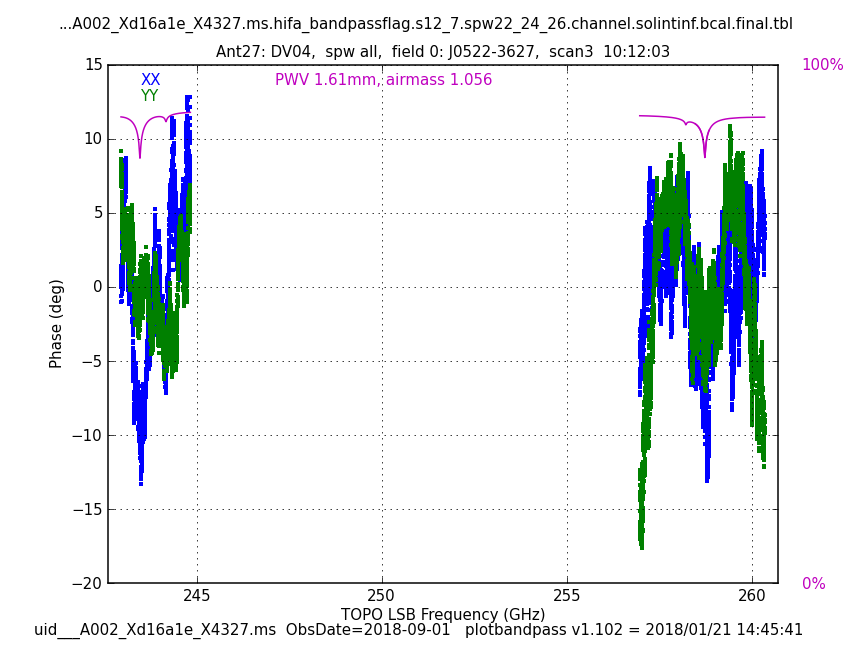 ...A002_Xd16a1e_X4327.ms.hifa_bandpassflag.s12_7.spw22_24_26.channel.solintinf.bcal.final.tbl
Ant27: DV04,  spw all,  field 0: J0522-3627,  scan3  10:12:03
15
XX
YY
PWV 1.61mm, airmass 1.056
100%
10
5
0
−5
−10
−15
−20
Phase (deg)
0%
245
250
255
260
TOPO LSB Frequency (GHz)
uid___A002_Xd16a1e_X4327.ms  ObsDate=2018-09-01   plotbandpass v1.102 = 2018/01/21 14:45:41